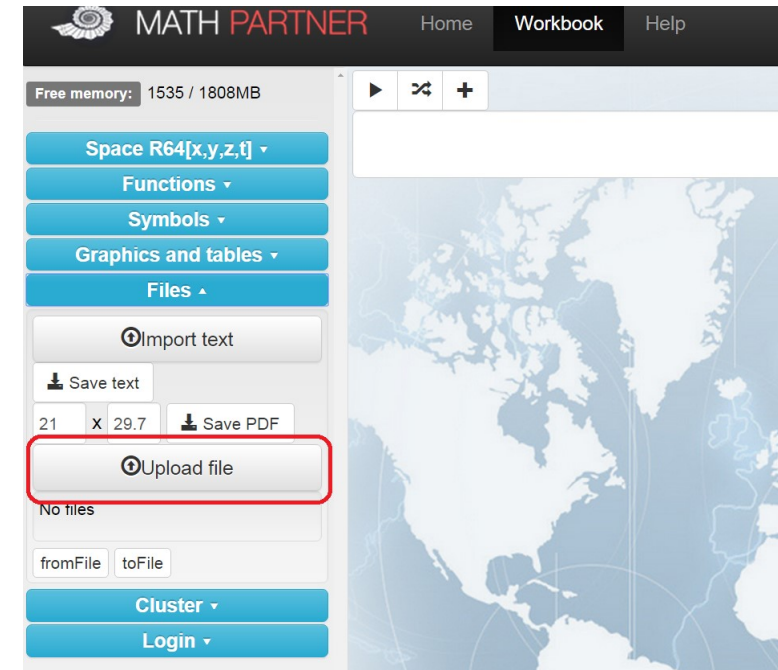 MATH PARTNER Home Workbook Help
Free memory: 1535 / 1808MB
Space R64[x,y,z,t]
Functions
Symbols
Graphics and tables
Files
Import text
Save text
21 x 29.7 Save PDF
Upload file
No files
fromFile toFile
Cluster
Login